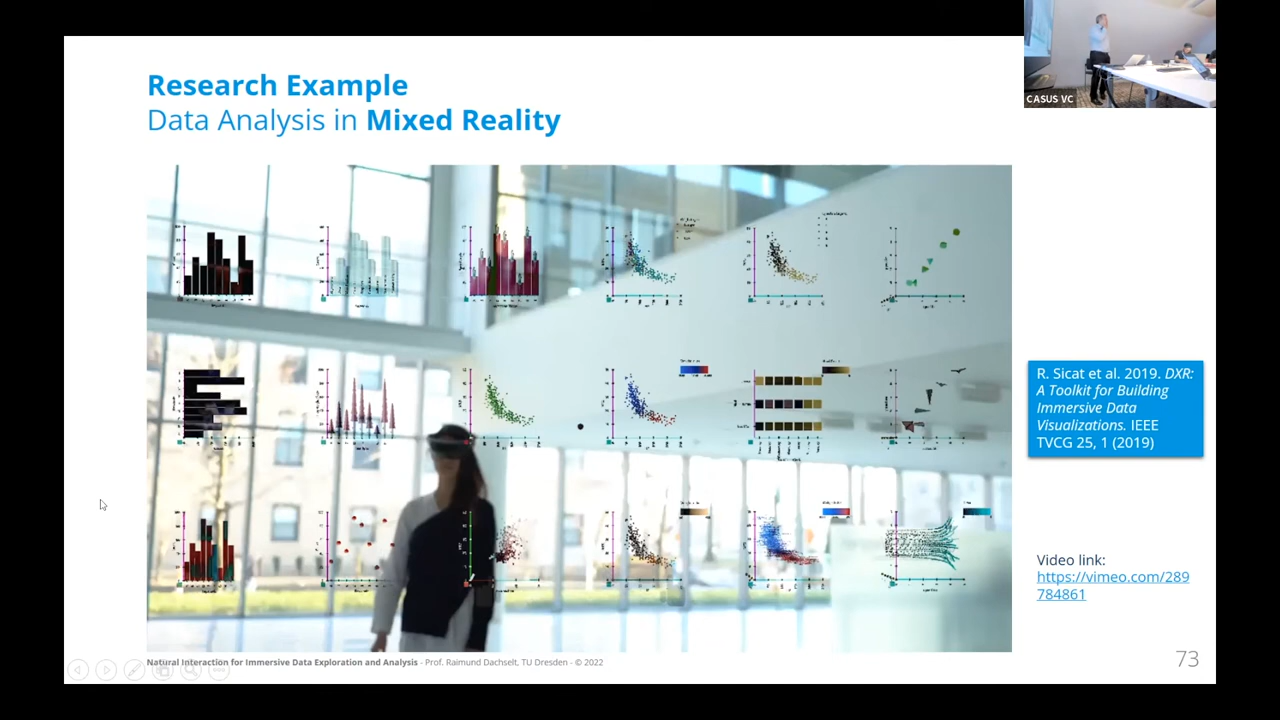 Research Example
Data Analysis in Mixed Reality
CASUS VC
R. Sicat et al. 2019. DXR:
A Toolkit for Building
Immersive Data
Visualizations. IEEE
TVCG 25, 1 (2019)
Video link:
https://vimeo.com/289
784861
Natural Interaction for Immersive Data Exploration and Analysis - Prof. Raimund Dachselt, TU Dresden - © 2022
73